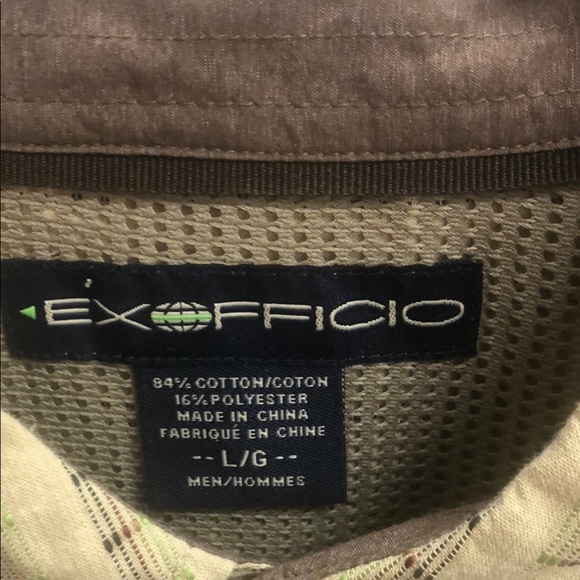 EXOFFICIO
84% COTTON/COTON
16% POLYESTER
MADE IN CHINA
FABRIQUÉ EN CHINE
-- L/G --
MEN/HOMMES